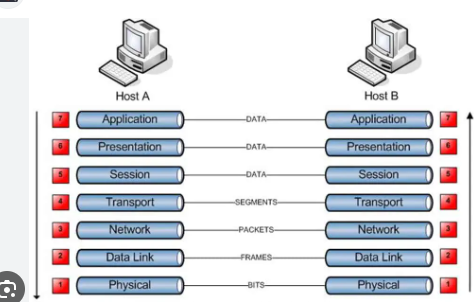 Host A Host B
7 Application DATA Application 7
6 Presentation DATA Presentation 6
5 Session DATA Session 5
4 Transport SEGMENTS Transport 4
3 Network PACKETS Network 3
2 Data Link FRAMES Data Link
1 Physical BITS Physical 1